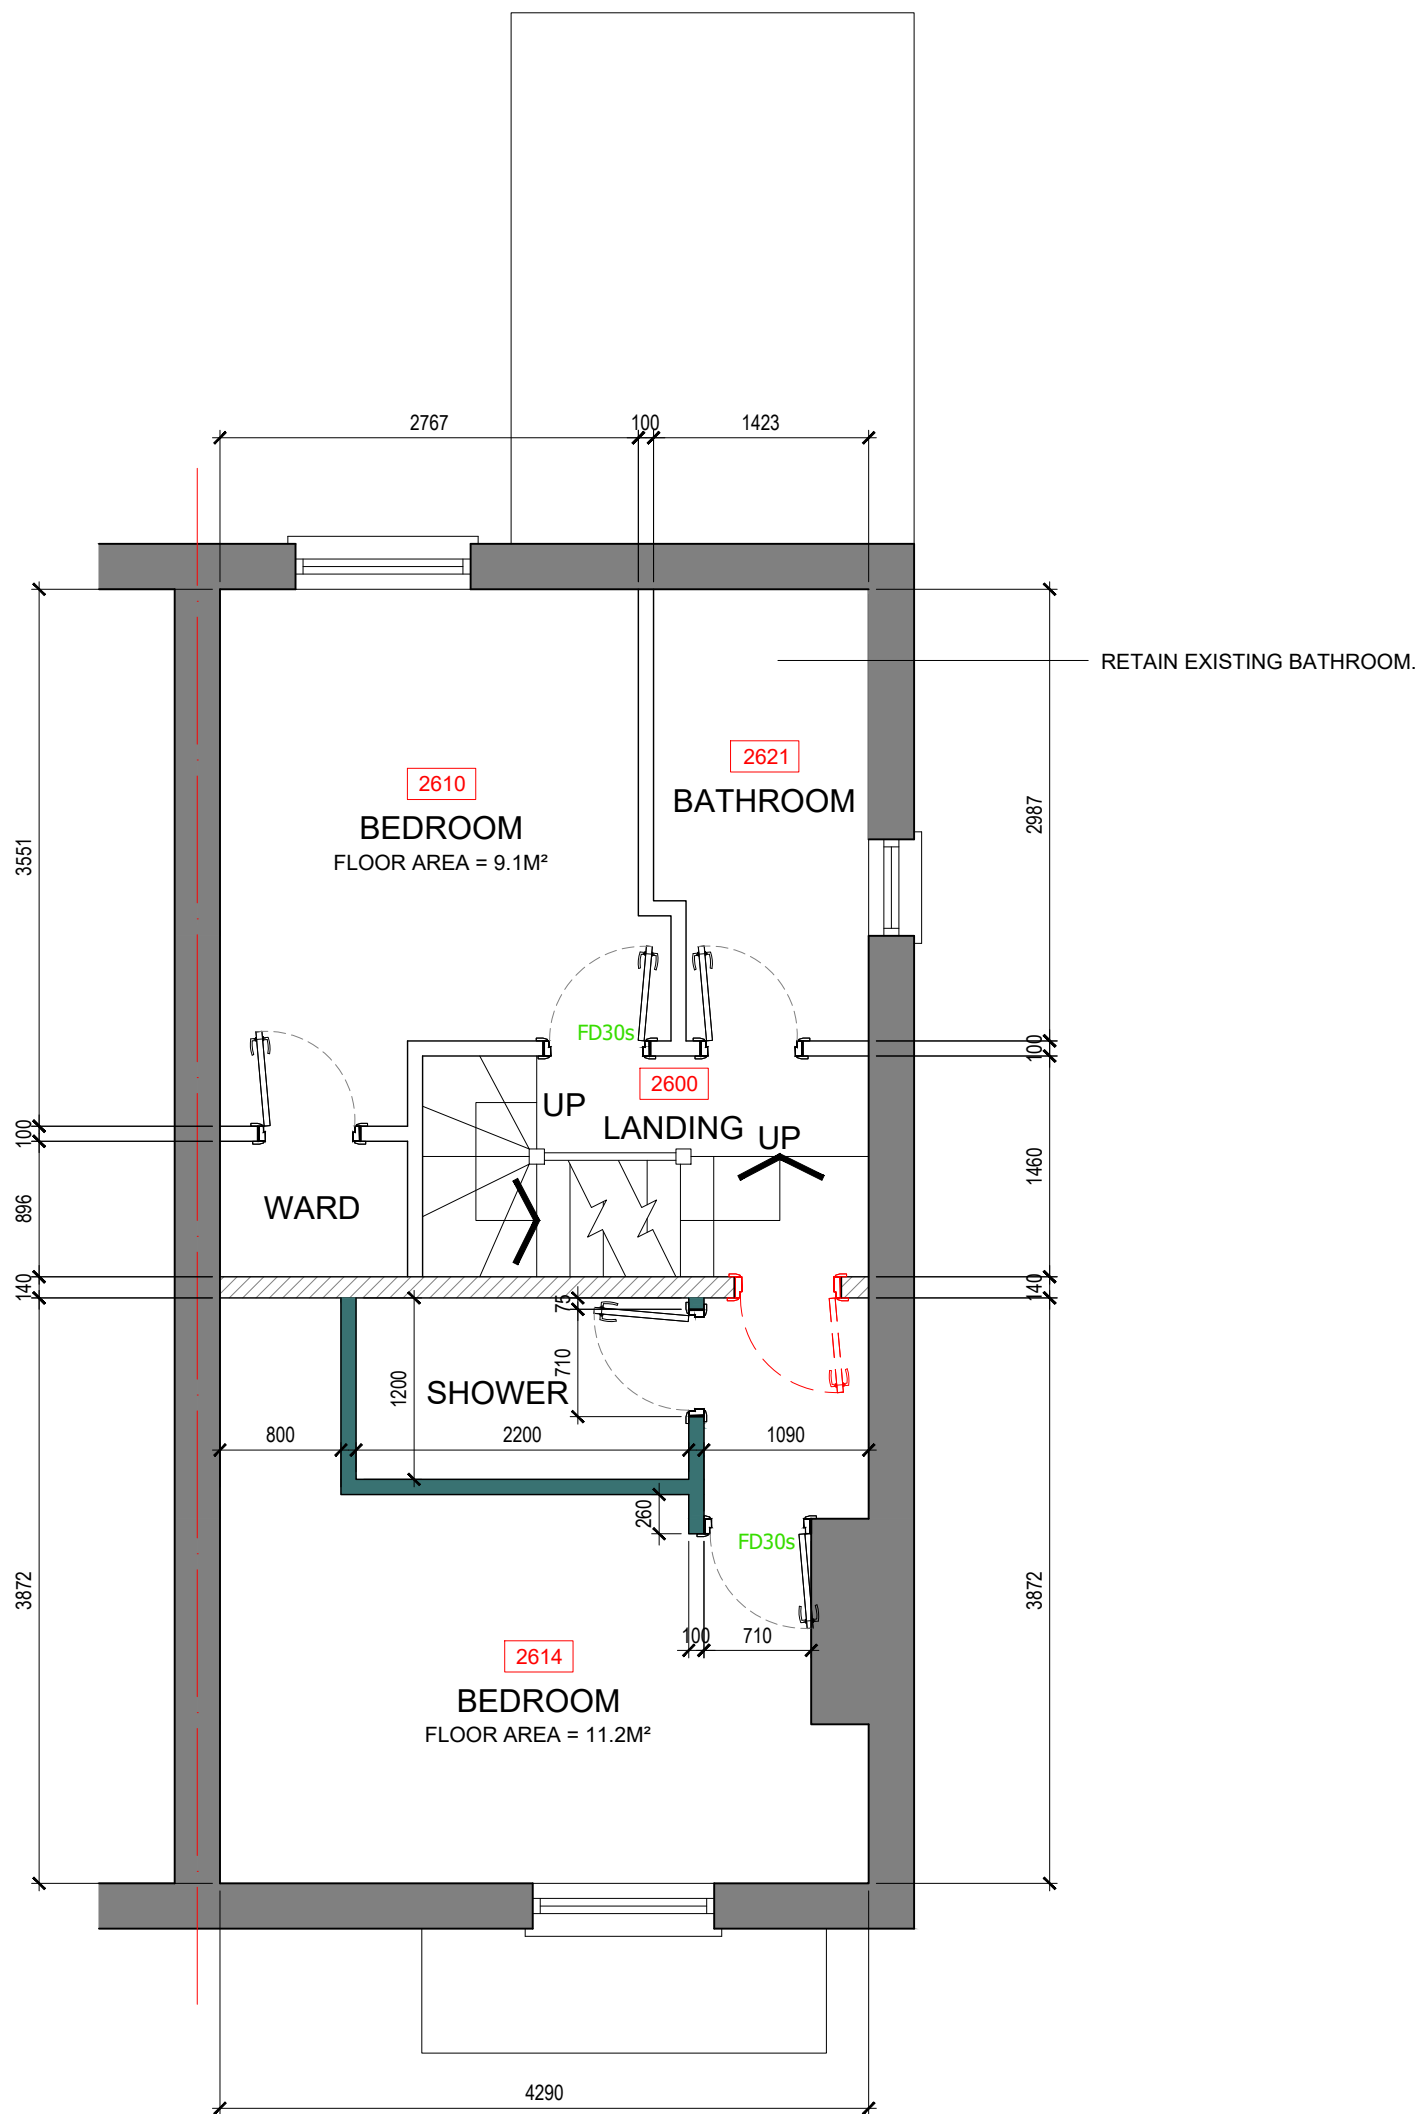 2767
100
1423
RETAIN EXISTING BATHROOM.
2621
BATHROOM
2610
BEDROOM
FLOOR AREA = 9.1M²
3551
2987
FD30s
100
2600
UP
LANDING
UP
100
1460
WARD
896
140
140
75
710
1200
SHOWER
800
2200
1090
260
FD30s
3872
3872
100
710
2614
BEDROOM
FLOOR AREA = 11.2M²
4290